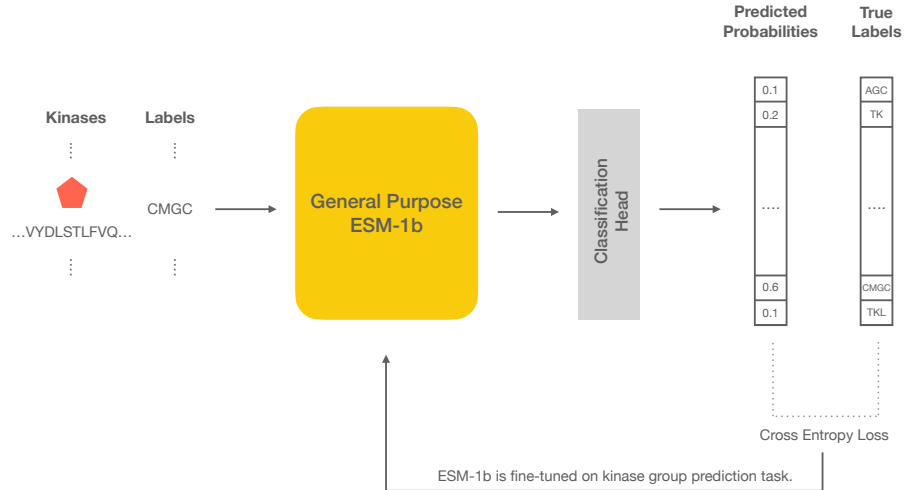 Predicted
Probabilities
True
Labels
Kinases
Labels
...VYDLSTLFVQ...
CMGC
General Purpose
ESM-1b
Classification
Head
0.1
0.2
....
0.6
0.1
AGC
TK
....
CMGC
TKL
Cross Entropy Loss
ESM-1b is fine-tuned on kinase group prediction task.